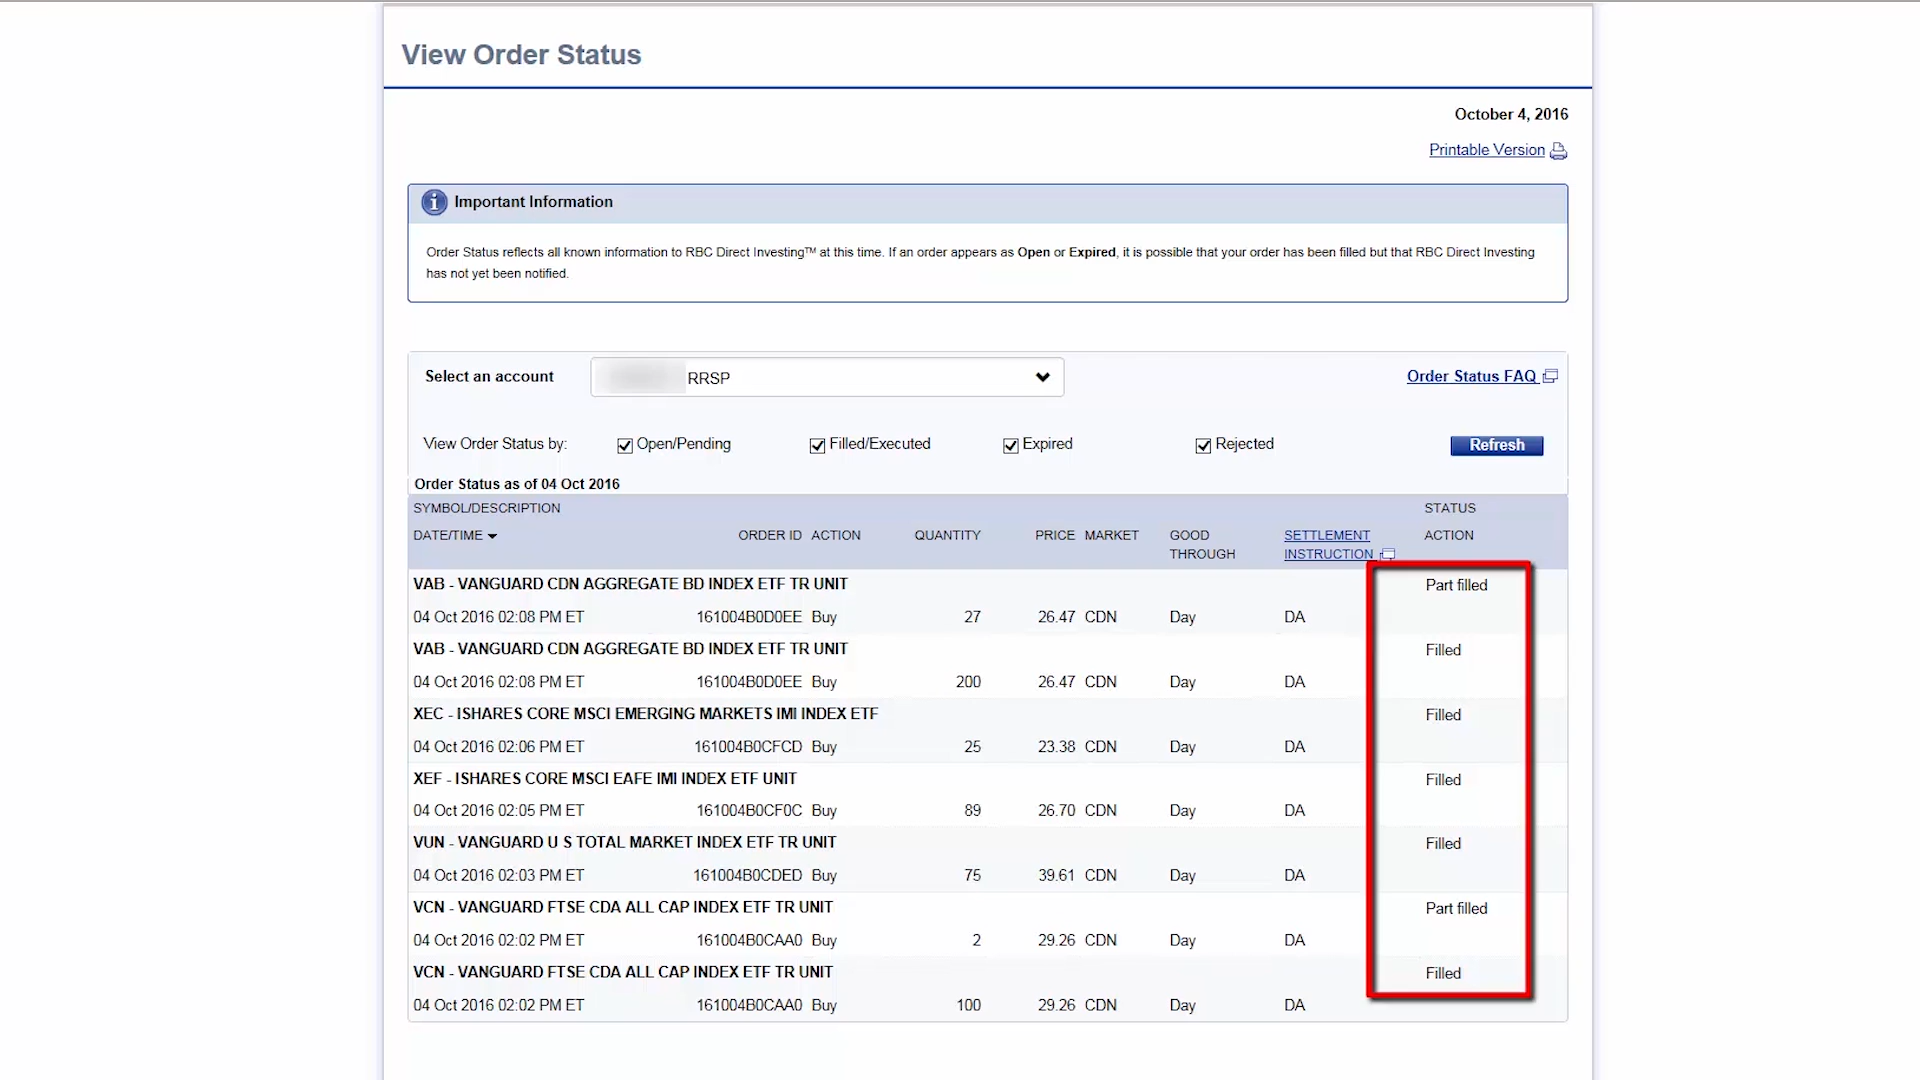 View Order Status
October 4, 2016
Printable Version
Important Information
Order Status reflects all known information to RBC Direct Investing™ at this time. If an order appears as Open or Expired, it is possible that your order has been filled but that RBC Direct Investing
has not yet been notified.
Select an account RRSP Order Status FAQ
View Order Status by: Open/Pending Filled/Executed Expired Rejected Refresh
Order Status as of 04 Oct 2016
SYMBOL/DESCRIPTION STATUS
DATE/TIME ORDER ID ACTION QUANTITY PRICE MARKET GOOD SETTLEMENT ACTION
THROUGH INSTRUCTION
VAB - VANGUARD CDN AGGREGATE BD INDEX ETF TR UNIT Part filled
04 Oct 2016 02:08 PM ET 161004B0D0EE Buy 27 26.47 CDN Day DA
VAB - VANGUARD CDN AGGREGATE BD INDEX ETF TR UNIT Filled
04 Oct 2016 02:08 PM ET 161004B0D0EE Buy 200 26.47 CDN Day DA
XEC - ISHARES CORE MSCI EMERGING MARKETS IMI INDEX ETF Filled
04 Oct 2016 02:06 PM ET 161004B0CFCD Buy 25 23.38 CDN Day DA
XEF - ISHARES CORE MSCI EAFE IMI INDEX ETF UNIT Filled
04 Oct 2016 02:05 PM ET 161004B0CF0C Buy 89 26.70 CDN Day DA
VUN - VANGUARD U S TOTAL MARKET INDEX ETF TR UNIT Filled
04 Oct 2016 02:03 PM ET 161004B0CDED Buy 75 39.61 CDN Day DA
VCN - VANGUARD FTSE CDA ALL CAP INDEX ETF TR UNIT Part filled
04 Oct 2016 02:02 PM ET 161004B0CAA0 Buy 2 29.26 CDN Day DA
VCN - VANGUARD FTSE CDA ALL CAP INDEX ETF TR UNIT Filled
04 Oct 2016 02:02 PM ET 161004B0CAA0 Buy 100 29.26 CDN Day DA